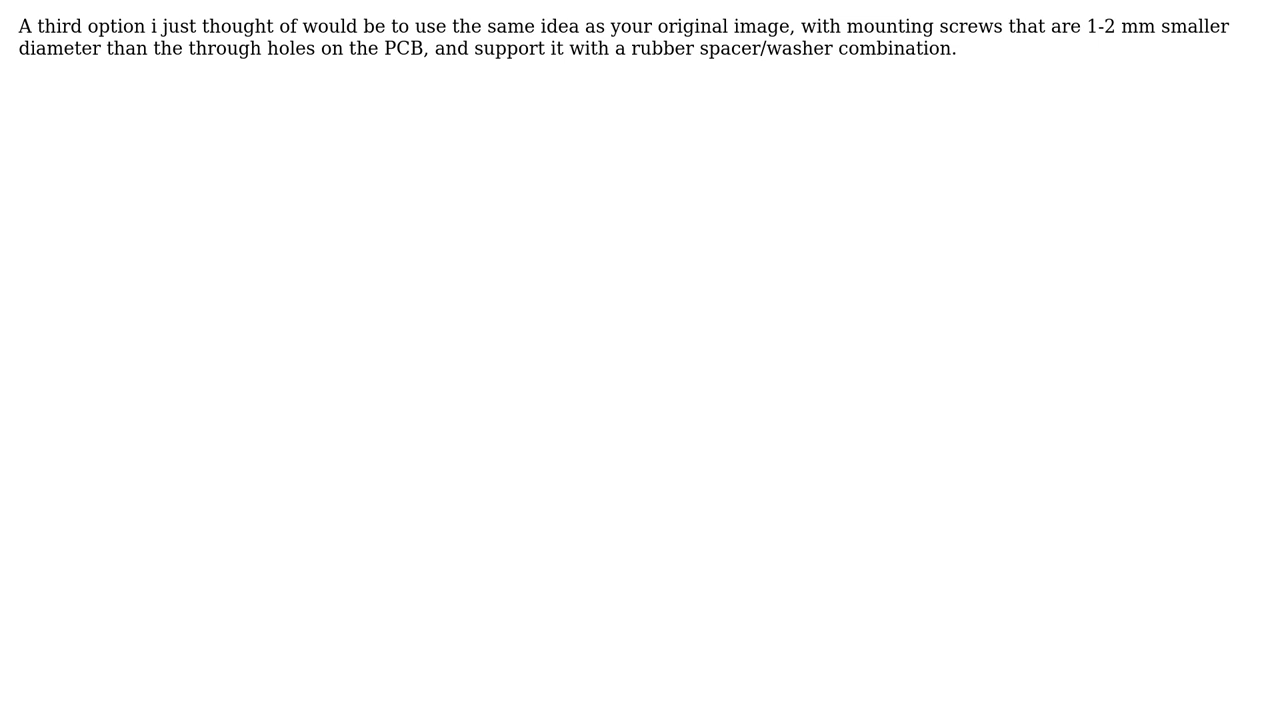 A third option i just thought of would be to use the same idea as your original image, with mounting screws that are 1-2 mm smaller
diameter than the through holes on the PCB, and support it with a rubber spacer/washer combination.